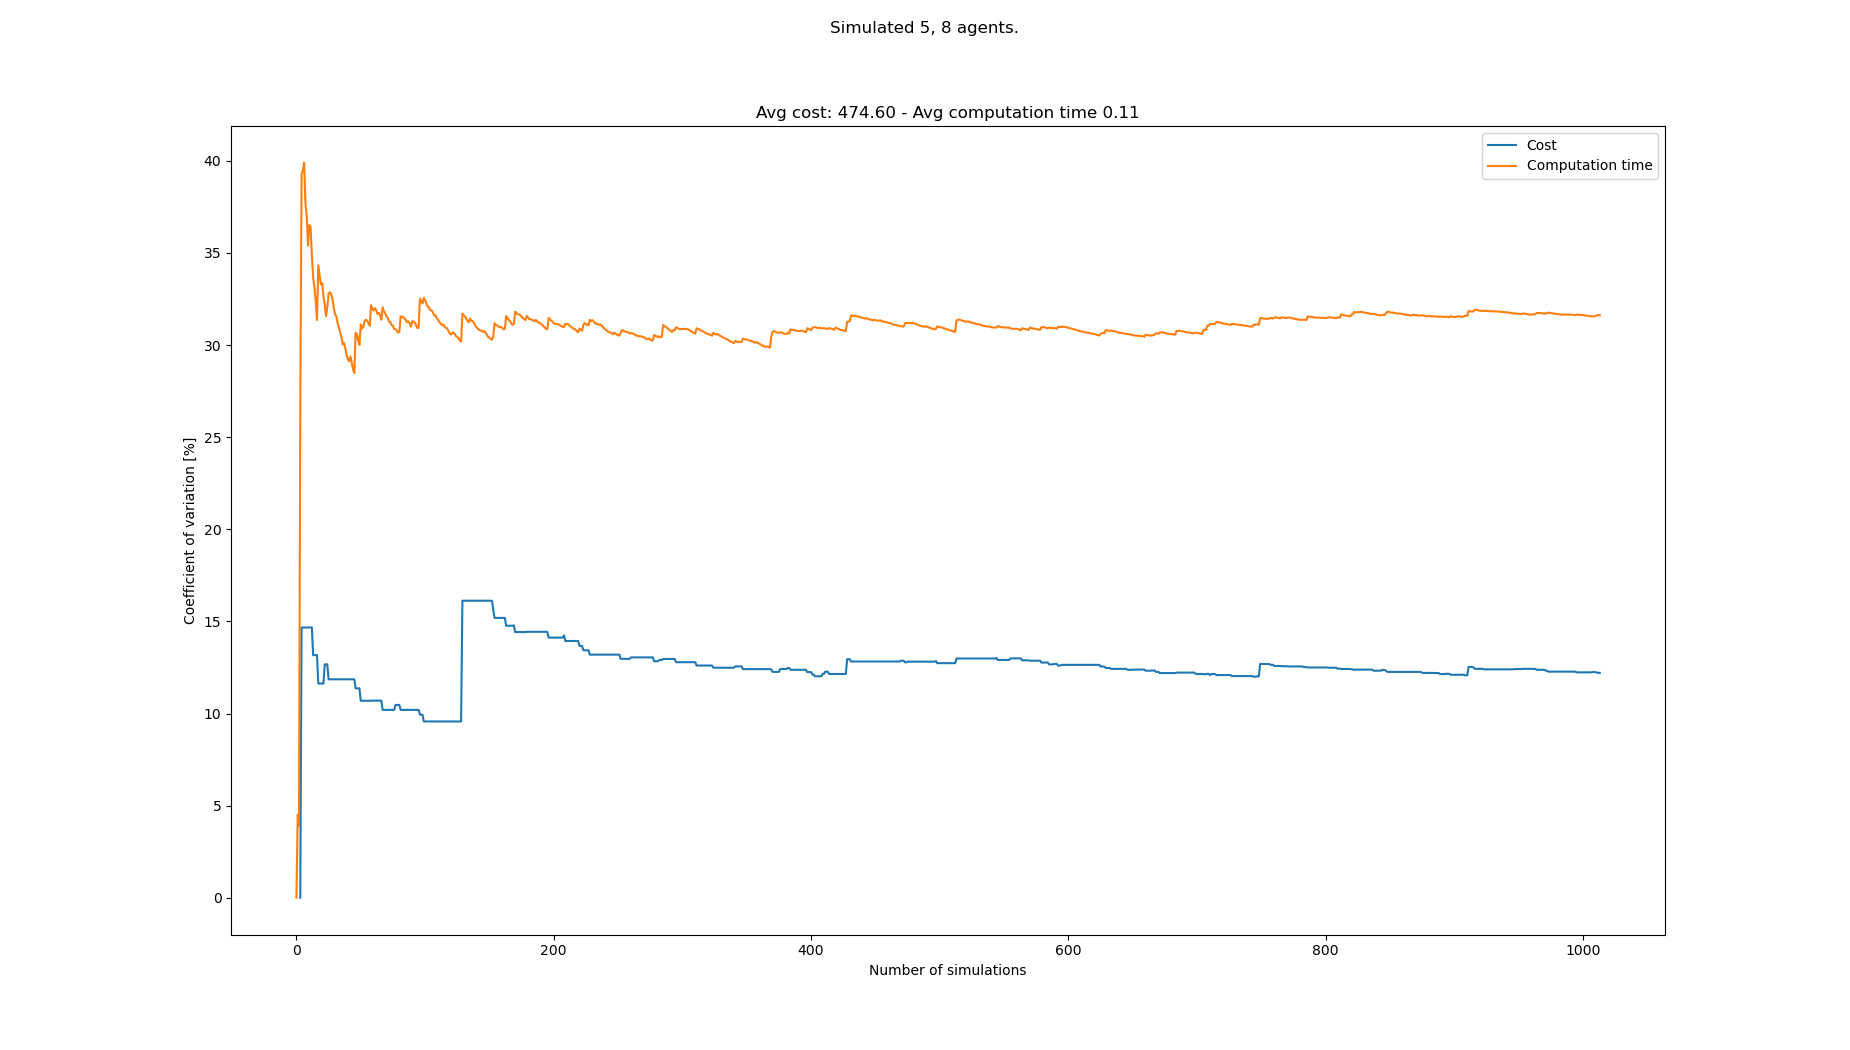 Simulated 5, 8 agents.
Avg cost: 474.60 - Avg computation time 0.11
Cost
Computation time
40
35
30
25
20
15
10
5
0
Coefficient of variation [%]
0 200 400 600 800 1000
Number of simulations